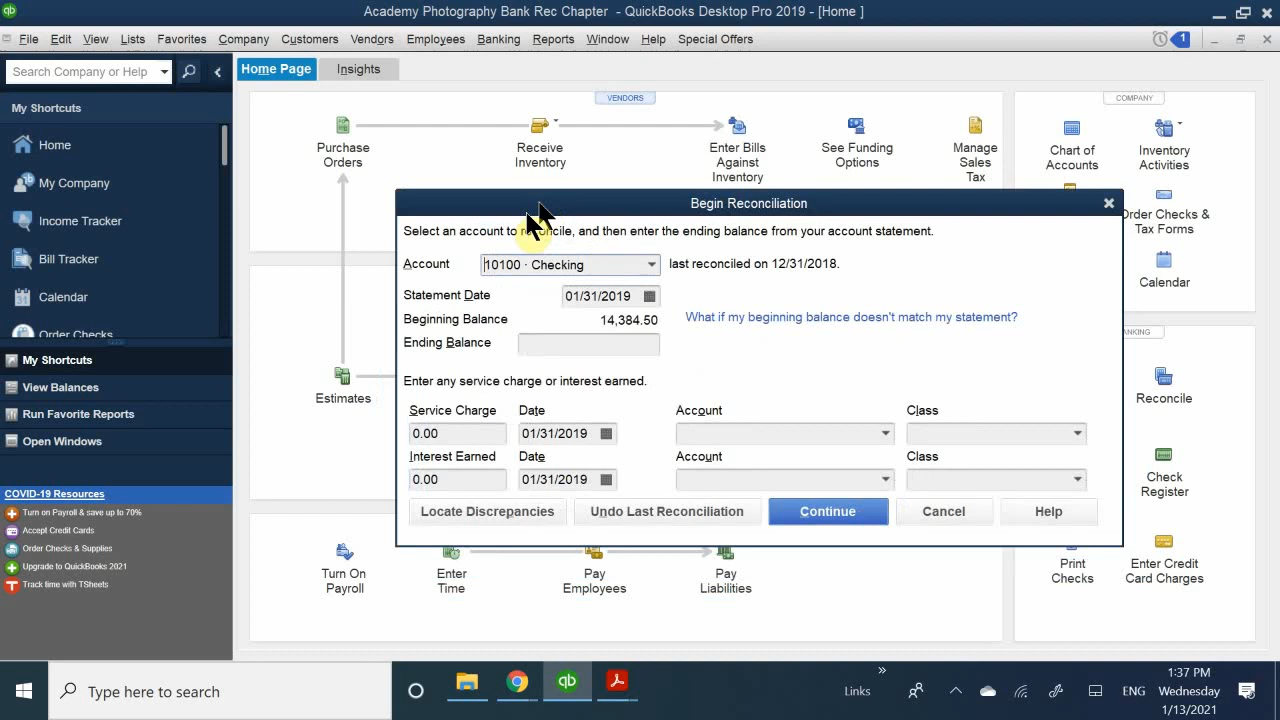 Academy Photography Bank Rec Chapter - QuickBooks Desktop Pro 2019 - [Home ]
File Edit View Lists Favorites Company Customers Vendors Employees Banking Reports Window Help Special Offers
1
Search Company or Help
Home Page
Insights
My Shortcuts
Home
My Company
Income Tracker
Bill Tracker
Calendar
Order Checks
My Shortcuts
View Balances
Run Favorite Reports
Open Windows
COVID-19 Resources
Turn on Payroll & save up to 70%
Accept Credit Cards
Order Checks & Supplies
Upgrade to QuickBooks 2021
Track time with TSheets
VENDORS
Purchase
Orders
Receive
Inventory
Enter Bills
Against
Inventory
See Funding
Options
Manage
Sales
Tax
Estimates
COMPANY
Chart of
Accounts
Inventory
Activities
Order Checks &
Tax Forms
Calendar
Begin Reconciliation
Select an account to reconcile, and then enter the ending balance from your account statement.
Account 10100 · Checking last reconciled on 12/31/2018.
Statement Date 01/31/2019
Beginning Balance 14,384.50 What if my beginning balance doesn't match my statement?
Ending Balance
Enter any service charge or interest earned.
Service Charge Date Account Class
0.00 01/31/2019
Interest Earned Date Account Class
0.00 01/31/2019
Locate Discrepancies Undo Last Reconciliation Continue Cancel Help
ANKING
Reconcile
Check
Register
Print
Checks
Enter Credit
Card Charges
Turn On
Payroll
Enter
Time
Pay
Employees
Pay
Liabilities
qb
Type here to search
qb
Links
ENG
1:37 PM
Wednesday
1/13/2021